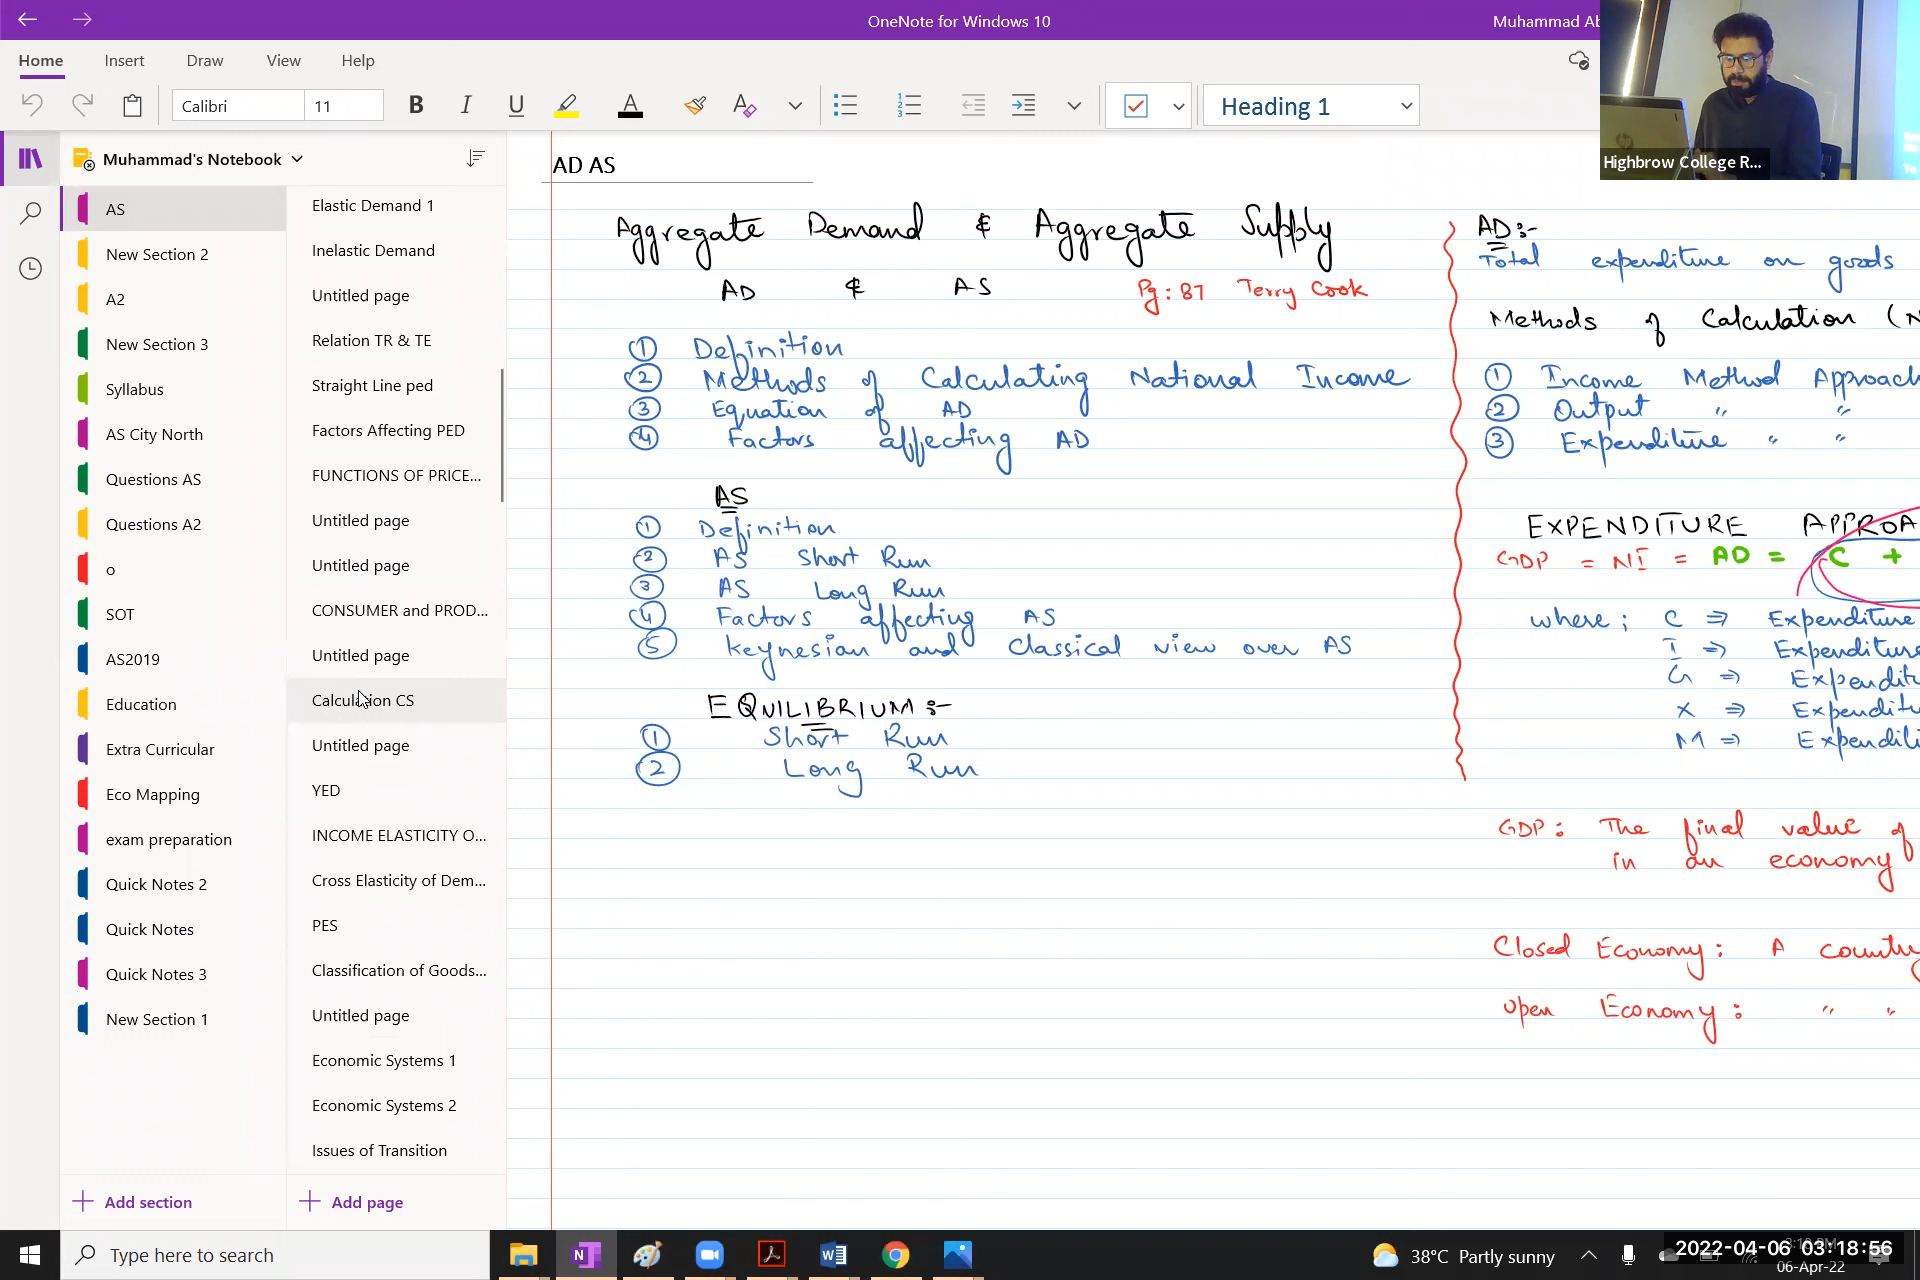 OneNote for Windows 10
Muhammad Ab
Home Insert Draw View Help
Calibri 11 B I U A Heading 1
Highbrow College R...
Muhammad's Notebook
AS
New Section 2
A2
New Section 3
Syllabus
AS City North
Questions AS
Questions A2
o
SOT
AS2019
Education
Extra Curricular
Eco Mapping
exam preparation
Quick Notes 2
Quick Notes
Quick Notes 3
New Section 1
Add section
Elastic Demand 1
Inelastic Demand
Untitled page
Relation TR & TE
Straight Line ped
Factors Affecting PED
FUNCTIONS OF PRICE...
Untitled page
Untitled page
CONSUMER and PROD...
Untitled page
Calculation CS
Untitled page
YED
INCOME ELASTICITY O...
Cross Elasticity of Dem...
PES
Classification of Goods...
Untitled page
Economic Systems 1
Economic Systems 2
Issues of Transition
Add page
AD AS
Aggregate Demand & Aggregate Supply
AD & AS Pg: 87 Terry Cook
① Definition
② Methods of Calculating National Income
③ Equation of AD
④ Factors affecting AD
AS
① Definition
② AS Short Run
③ AS Long Run
④ Factors affecting AS
⑤ Keynesian and Classical view over AS
EQUILIBRIUM :-
① Short Run
② Long Run
AD:-
Total expenditure on goods
Methods of Calculation (N
① Income Method Approach
② Output " "
③ Expenditure " "
EXPENDITURE APPROA
GDP = NI = AD = C +
where; C ⇒ Expenditure
I ⇒ Expenditure
G ⇒ Expenditu
X ⇒ Expenditu
M ⇒ Expendit
GDP: The final value of
in an economy
Closed Economy: A country
Open Economy: " "
Type here to search
38°C Partly sunny
2022-04-06 03:18:56
06-Apr-22